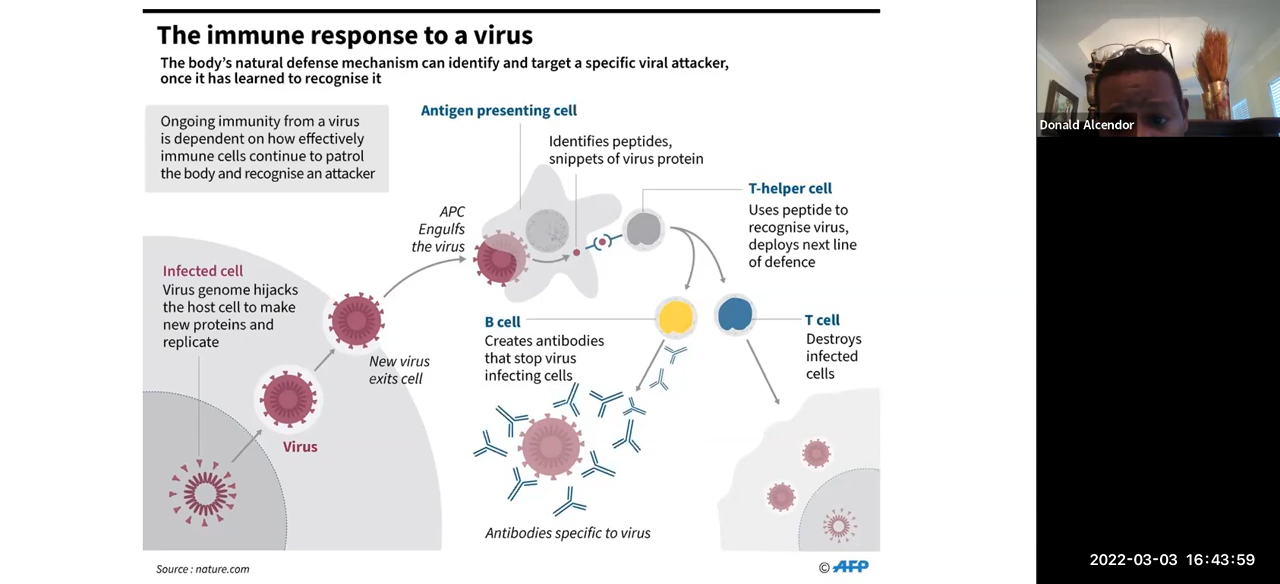 The immune response to a virus
The body's natural defense mechanism can identify and target a specific viral attacker,
once it has learned to recognise it
Ongoing immunity from a virus
is dependent on how effectively
immune cells continue to patrol
the body and recognise an attacker
Antigen presenting cell
Identifies peptides,
snippets of virus protein
T-helper cell
Uses peptide to
recognise virus,
deploys next line
of defence
APC
Engulfs
the virus
Infected cell
Virus genome hijacks
the host cell to make
new proteins and
replicate
New virus
exits cell
Virus
B cell
Creates antibodies
that stop virus
infecting cells
T cell
Destroys
infected
cells
Antibodies specific to virus
Source : nature.com
© AFP
Donald Alcendor
2022-03-03 16:43:59